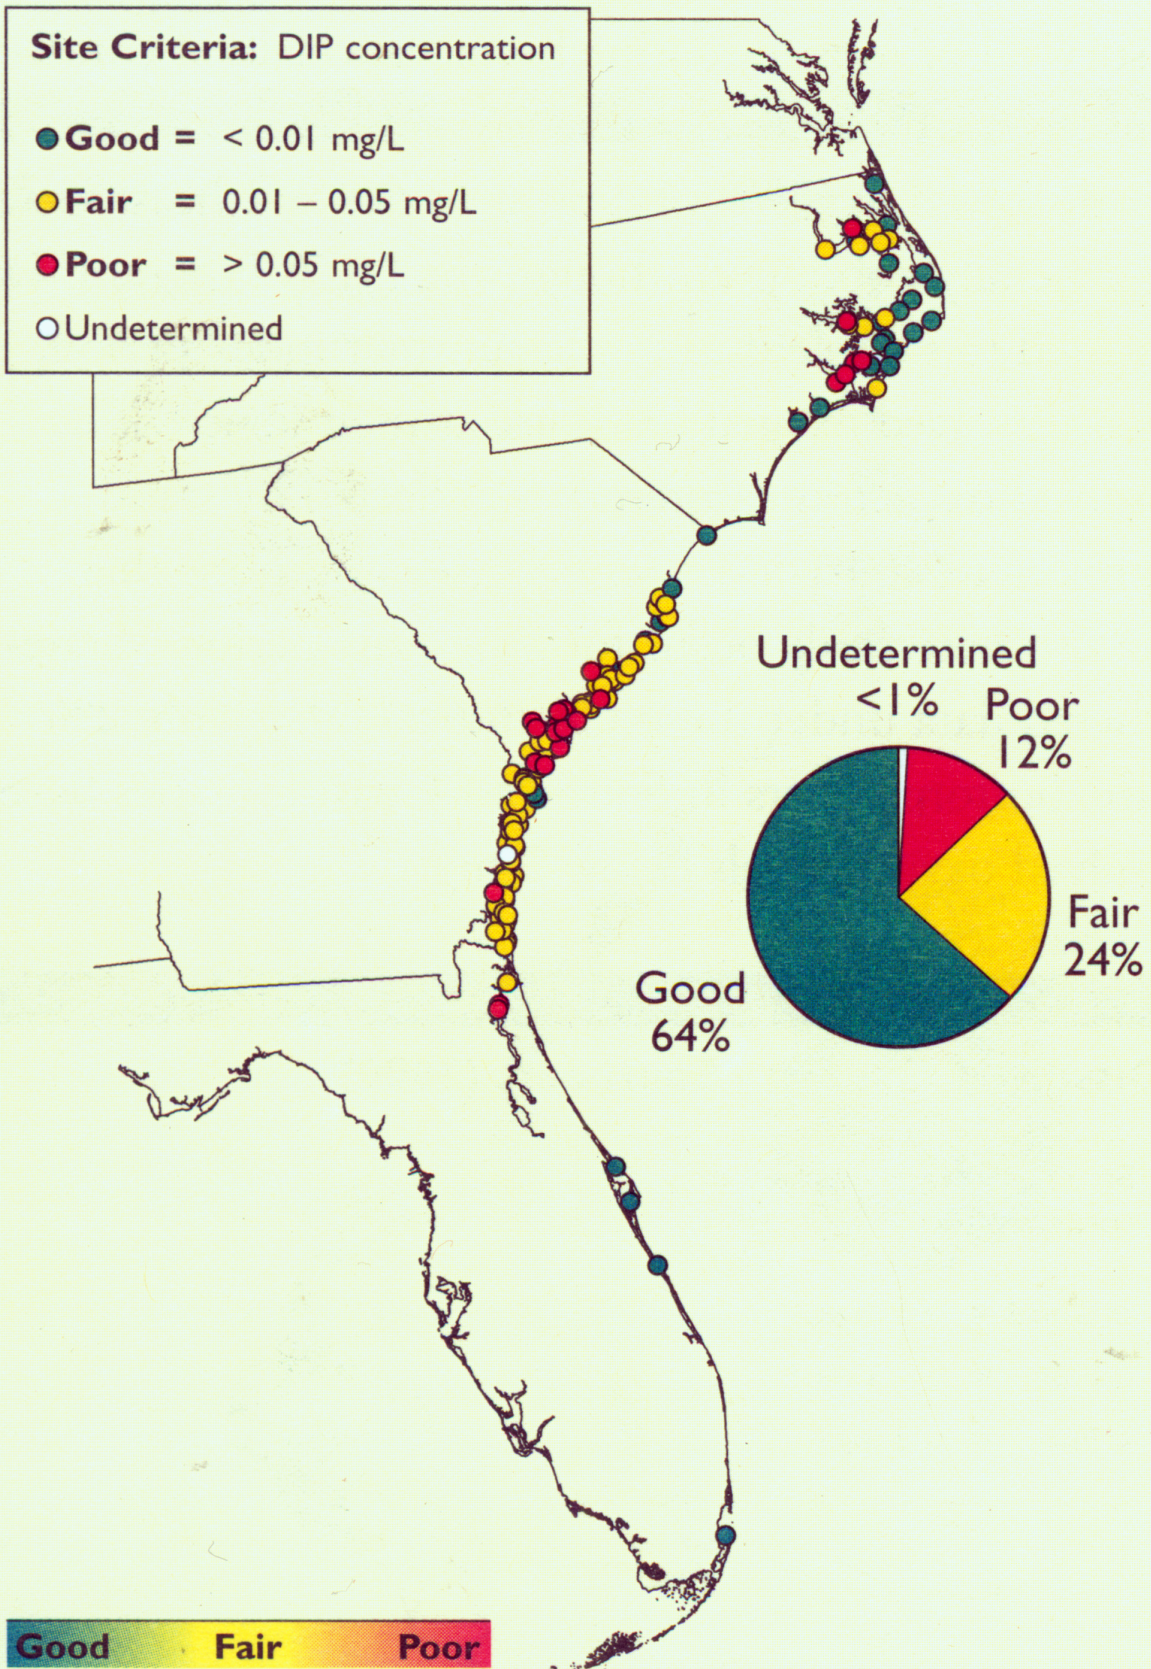 Site Criteria: DIP concentration
Good = < 0.01 mg/L
Fair = 0.01 – 0.05 mg/L
Poor = > 0.05 mg/L
Undetermined
Undetermined
<1%
Poor
12%
Fair
24%
Good
64%
Good Fair Poor